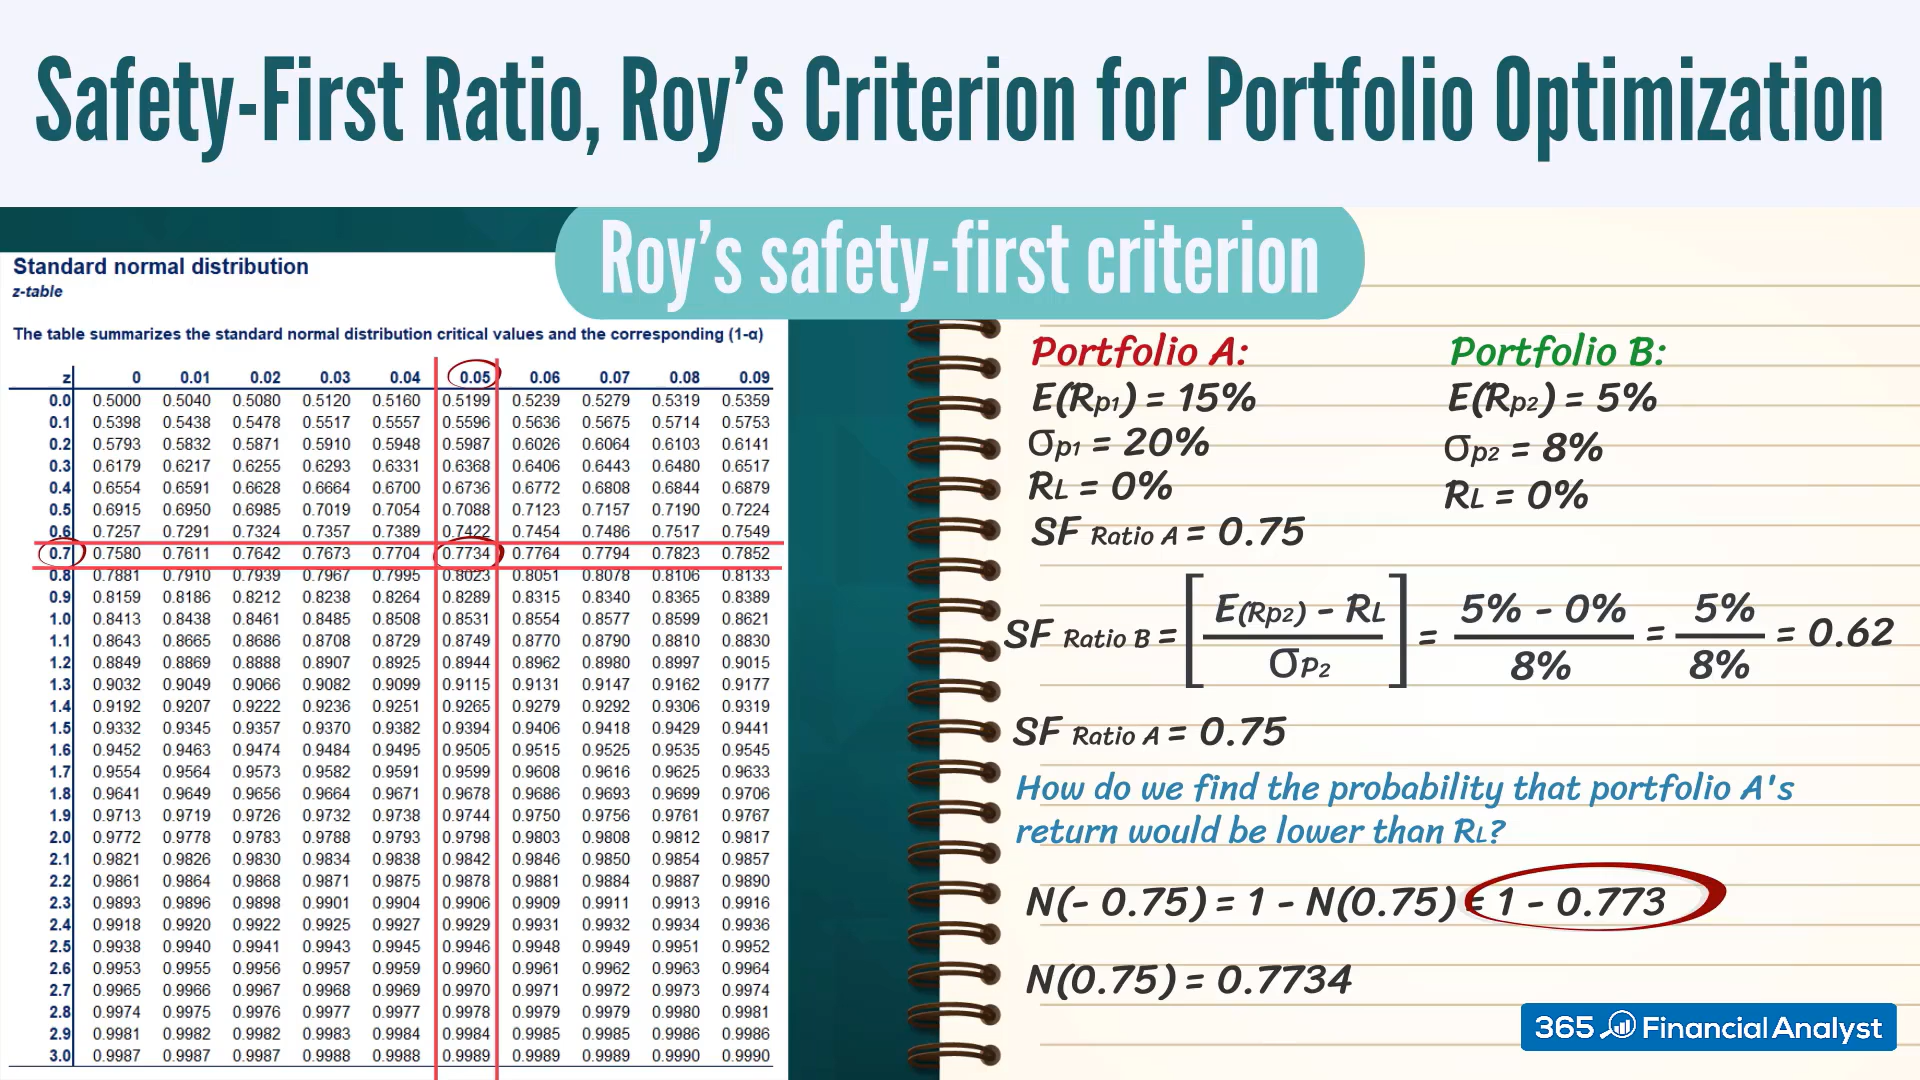 Safety-First Ratio, Roy's Criterion for Portfolio Optimization
Roy's safety-first criterion
Standard normal distribution
z-table
The table summarizes the standard normal distribution critical values and the corresponding (1-α)
z 0 0.01 0.02 0.03 0.04 0.05 0.06 0.07 0.08 0.09
0.0 0.5000 0.5040 0.5080 0.5120 0.5160 0.5199 0.5239 0.5279 0.5319 0.5359
0.1 0.5398 0.5438 0.5478 0.5517 0.5557 0.5596 0.5636 0.5675 0.5714 0.5753
0.2 0.5793 0.5832 0.5871 0.5910 0.5948 0.5987 0.6026 0.6064 0.6103 0.6141
0.3 0.6179 0.6217 0.6255 0.6293 0.6331 0.6368 0.6406 0.6443 0.6480 0.6517
0.4 0.6554 0.6591 0.6628 0.6664 0.6700 0.6736 0.6772 0.6808 0.6844 0.6879
0.5 0.6915 0.6950 0.6985 0.7019 0.7054 0.7088 0.7123 0.7157 0.7190 0.7224
0.6 0.7257 0.7291 0.7324 0.7357 0.7389 0.7422 0.7454 0.7486 0.7517 0.7549
0.7 0.7580 0.7611 0.7642 0.7673 0.7704 0.7734 0.7764 0.7794 0.7823 0.7852
0.8 0.7881 0.7910 0.7939 0.7967 0.7995 0.8023 0.8051 0.8078 0.8106 0.8133
0.9 0.8159 0.8186 0.8212 0.8238 0.8264 0.8289 0.8315 0.8340 0.8365 0.8389
1.0 0.8413 0.8438 0.8461 0.8485 0.8508 0.8531 0.8554 0.8577 0.8599 0.8621
1.1 0.8643 0.8665 0.8686 0.8708 0.8729 0.8749 0.8770 0.8790 0.8810 0.8830
1.2 0.8849 0.8869 0.8888 0.8907 0.8925 0.8944 0.8962 0.8980 0.8997 0.9015
1.3 0.9032 0.9049 0.9066 0.9082 0.9099 0.9115 0.9131 0.9147 0.9162 0.9177
1.4 0.9192 0.9207 0.9222 0.9236 0.9251 0.9265 0.9279 0.9292 0.9306 0.9319
1.5 0.9332 0.9345 0.9357 0.9370 0.9382 0.9394 0.9406 0.9418 0.9429 0.9441
1.6 0.9452 0.9463 0.9474 0.9484 0.9495 0.9505 0.9515 0.9525 0.9535 0.9545
1.7 0.9554 0.9564 0.9573 0.9582 0.9591 0.9599 0.9608 0.9616 0.9625 0.9633
1.8 0.9641 0.9649 0.9656 0.9664 0.9671 0.9678 0.9686 0.9693 0.9699 0.9706
1.9 0.9713 0.9719 0.9726 0.9732 0.9738 0.9744 0.9750 0.9756 0.9761 0.9767
2.0 0.9772 0.9778 0.9783 0.9788 0.9793 0.9798 0.9803 0.9808 0.9812 0.9817
2.1 0.9821 0.9826 0.9830 0.9834 0.9838 0.9842 0.9846 0.9850 0.9854 0.9857
2.2 0.9861 0.9864 0.9868 0.9871 0.9875 0.9878 0.9881 0.9884 0.9887 0.9890
2.3 0.9893 0.9896 0.9898 0.9901 0.9904 0.9906 0.9909 0.9911 0.9913 0.9916
2.4 0.9918 0.9920 0.9922 0.9925 0.9927 0.9929 0.9931 0.9932 0.9934 0.9936
2.5 0.9938 0.9940 0.9941 0.9943 0.9945 0.9946 0.9948 0.9949 0.9951 0.9952
2.6 0.9953 0.9955 0.9956 0.9957 0.9959 0.9960 0.9961 0.9962 0.9963 0.9964
2.7 0.9965 0.9966 0.9967 0.9968 0.9969 0.9970 0.9971 0.9972 0.9973 0.9974
2.8 0.9974 0.9975 0.9976 0.9977 0.9977 0.9978 0.9979 0.9979 0.9980 0.9981
2.9 0.9981 0.9982 0.9982 0.9983 0.9984 0.9984 0.9985 0.9985 0.9986 0.9986
3.0 0.9987 0.9987 0.9987 0.9988 0.9988 0.9989 0.9989 0.9989 0.9990 0.9990
Portfolio A:
E(Rp1) = 15%
σp1 = 20%
RL = 0%
SF Ratio A = 0.75
Portfolio B:
E(Rp2) = 5%
σp2 = 8%
RL = 0%
SF Ratio B = [E(Rp2) - RL / σP2] = 5% - 0% / 8% = 5% / 8% = 0.62
SF Ratio A = 0.75
How do we find the probability that portfolio A's
return would be lower than RL?
N(- 0.75) = 1 - N(0.75) = 1 - 0.773
N(0.75) = 0.7734
365 Financial Analyst